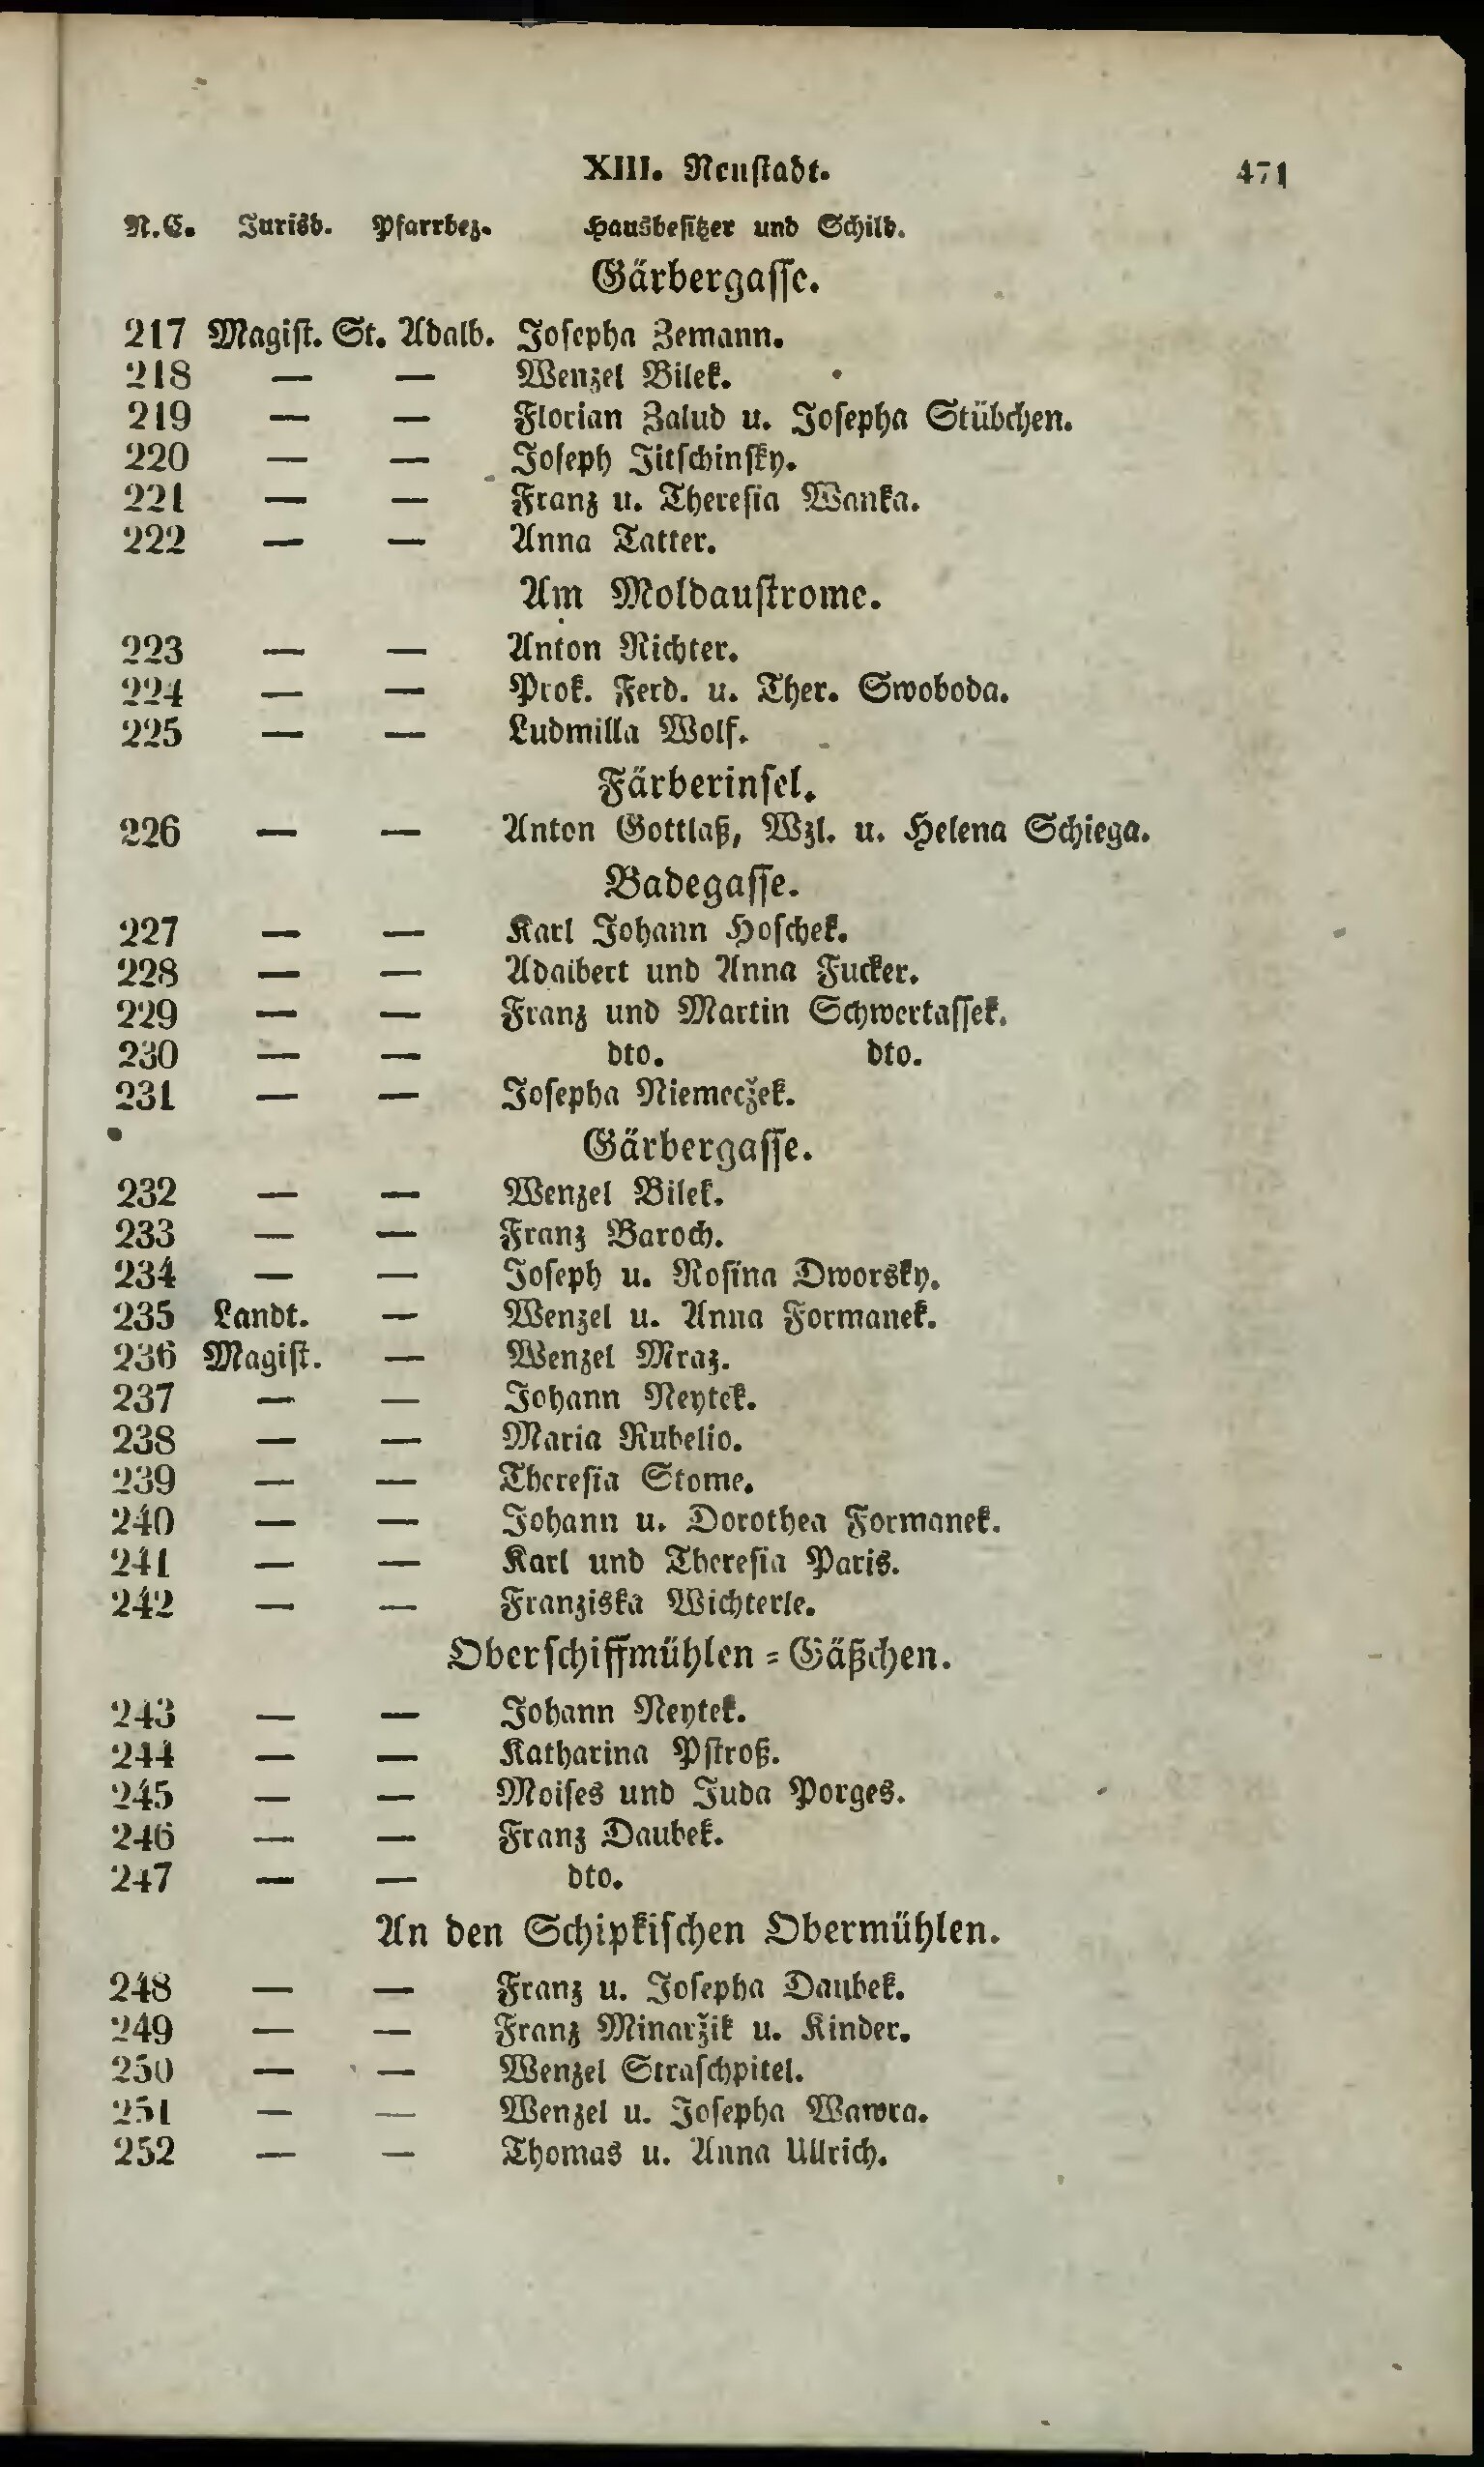 XIII. Neuſtadt. 471
N.C. Jurisd. Pfarrbez. Hausbeſitzer und Schild.
Gärbergaſſe.
217 Magiſt. St. Adalb. Joſepha Zemann.
218 — — Wenzel Bilek.
219 — — Florian Zalud u. Joſepha Stübchen.
220 — — Joſeph Jitſchinſky.
221 — — Franz u. Thereſia Wanka.
222 — — Anna Tatter.
Am Moldauſtrome.
223 — — Anton Richter.
224 — — Prok. Ferd. u. Ther. Swoboda.
225 — — Ludmilla Wolf.
Färberinſel.
226 — — Anton Gottlaß, Wzl. u. Helena Schiega.
Badegaſſe.
227 — — Karl Johann Hoſchek.
228 — — Adalbert und Anna Fucker.
229 — — Franz und Martin Schwertaſſek.
230 — — dto. dto.
231 — — Joſepha Niemeczek.
Gärbergaſſe.
232 — — Wenzel Bilek.
233 — — Franz Baroch.
234 — — Joſeph u. Roſina Dworsky.
235 Landt. — Wenzel u. Anna Formanek.
236 Magiſt. — Wenzel Mraz.
237 — — Johann Neytek.
238 — — Maria Rubelio.
239 — — Thereſia Stome.
240 — — Johann u. Dorothea Formanek.
241 — — Karl und Thereſia Paris.
242 — — Franziska Wichterle.
Oberſchiffmühlen=Gäßchen.
243 — — Johann Neytek.
244 — — Katharina Pſtroß.
245 — — Moiſes und Juda Porges.
246 — — Franz Daubek.
247 — — dto.
An den Schipkiſchen Obermühlen.
248 — — Franz u. Joſepha Daubek.
249 — — Franz Minaržik u. Kinder.
250 — — Wenzel Straſchpitel.
251 — — Wenzel u. Joſepha Wawra.
252 — — Thomas u. Anna Ullrich.